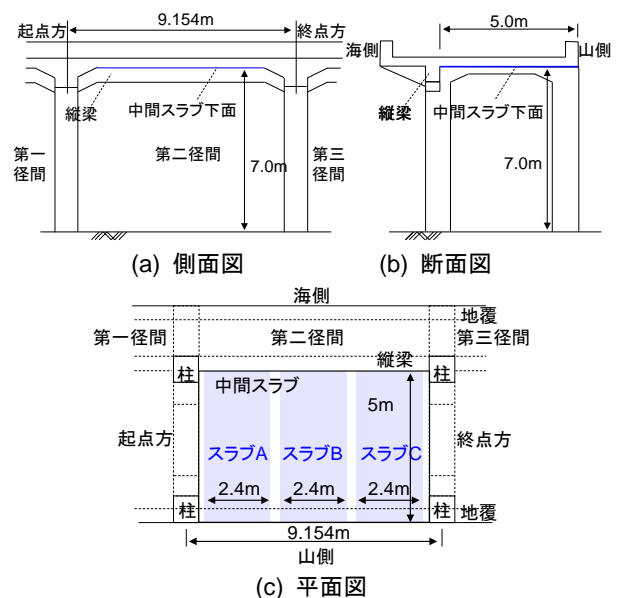 9.154m
起点方
終点方
縦梁
中間スラブ下面
第一
径間
第二径間
7.0m
第三
径間
(a) 側面図
5.0m
海側
山側
縦梁
中間スラブ下面
7.0m
(b) 断面図
海側
地覆
第一径間
第二径間
第三径間
縦梁
柱
中間スラブ
柱
5m
起点方
スラブA
スラブB
スラブC
終点方
2.4m
2.4m
2.4m
柱
柱
地覆
9.154m
山側
(c) 平面図